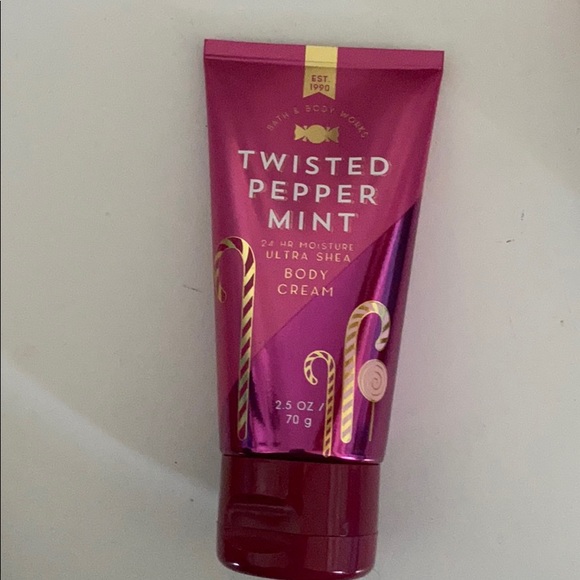 EST.
1990
BATH & BODY WORKS
TWISTED
PEPPER
MINT
24 HR MOISTURE
ULTRA SHEA
BODY
CREAM
2.5 OZ /
70 g